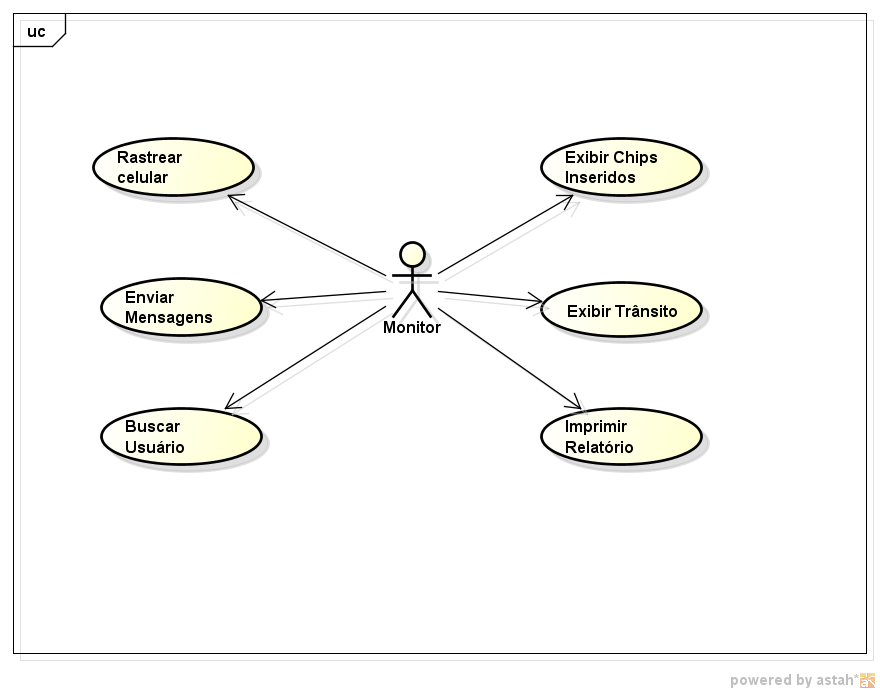 uc
Rastrear
celular
Exibir Chips
Inseridos
Enviar
Mensagens
Monitor
Exibir Trânsito
Buscar
Usuário
Imprimir
Relatório
powered by astah*